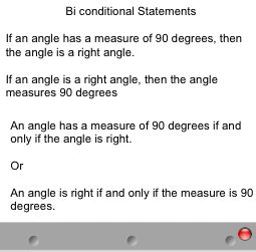 Bi conditional Statements
If an angle has a measure of 90 degrees, then
the angle is a right angle.
If an angle is a right angle, then the angle
measures 90 degrees
An angle has a measure of 90 degrees if and
only if the angle is right.
Or
An angle is right if and only if the measure is 90
degrees.